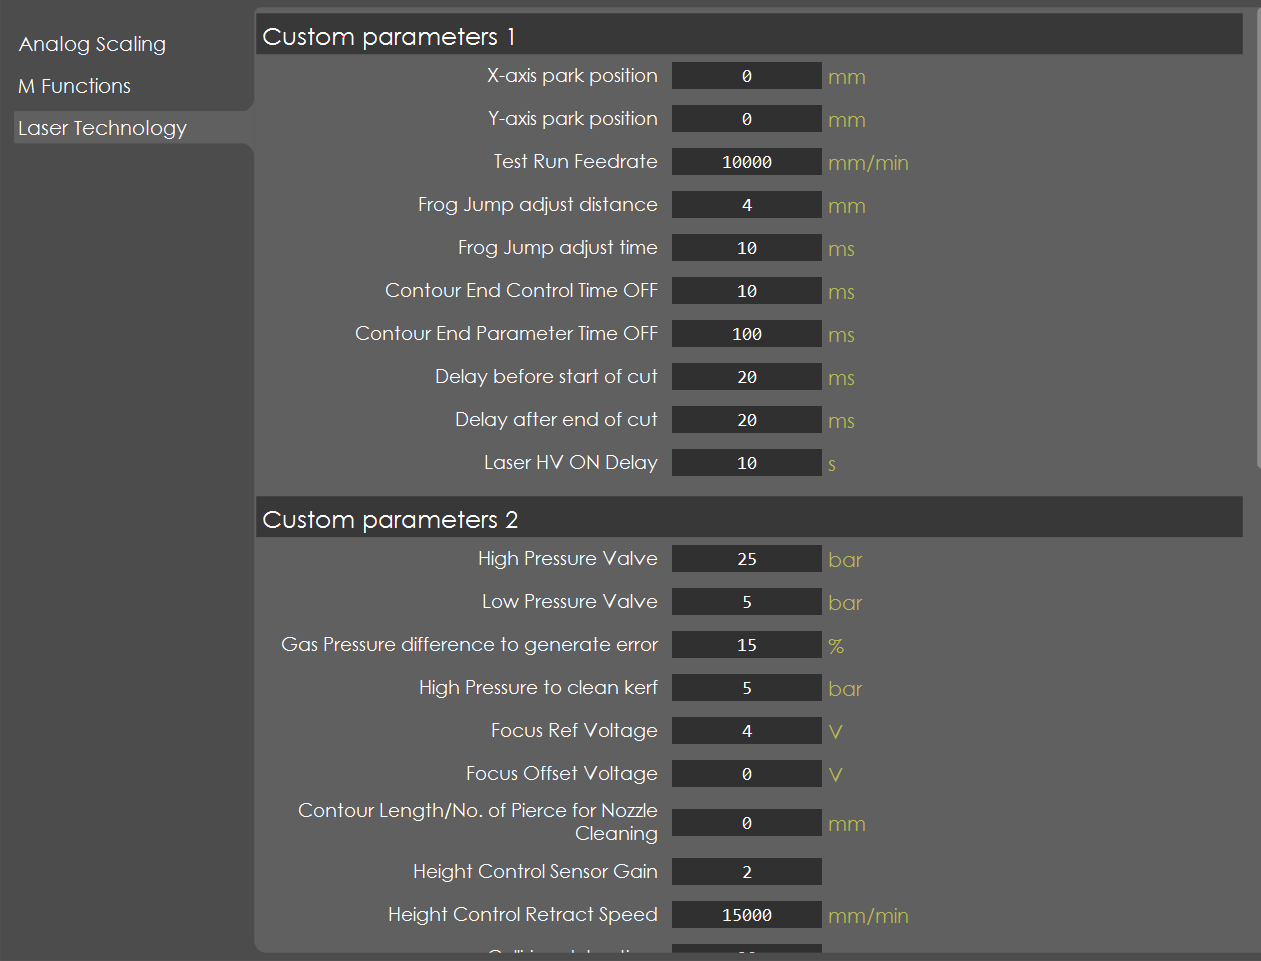 Analog Scaling
M Functions
Laser Technology
Custom parameters 1
X-axis park position 0 mm
Y-axis park position 0 mm
Test Run Feedrate 10000 mm/min
Frog Jump adjust distance 4 mm
Frog Jump adjust time 10 ms
Contour End Control Time OFF 10 ms
Contour End Parameter Time OFF 100 ms
Delay before start of cut 20 ms
Delay after end of cut 20 ms
Laser HV ON Delay 10 s
Custom parameters 2
High Pressure Valve 25 bar
Low Pressure Valve 5 bar
Gas Pressure difference to generate error 15 %
High Pressure to clean kerf 5 bar
Focus Ref Voltage 4 V
Focus Offset Voltage 0 V
Contour Length/No. of Pierce for Nozzle
Cleaning 0 mm
Height Control Sensor Gain 2
Height Control Retract Speed 15000 mm/min